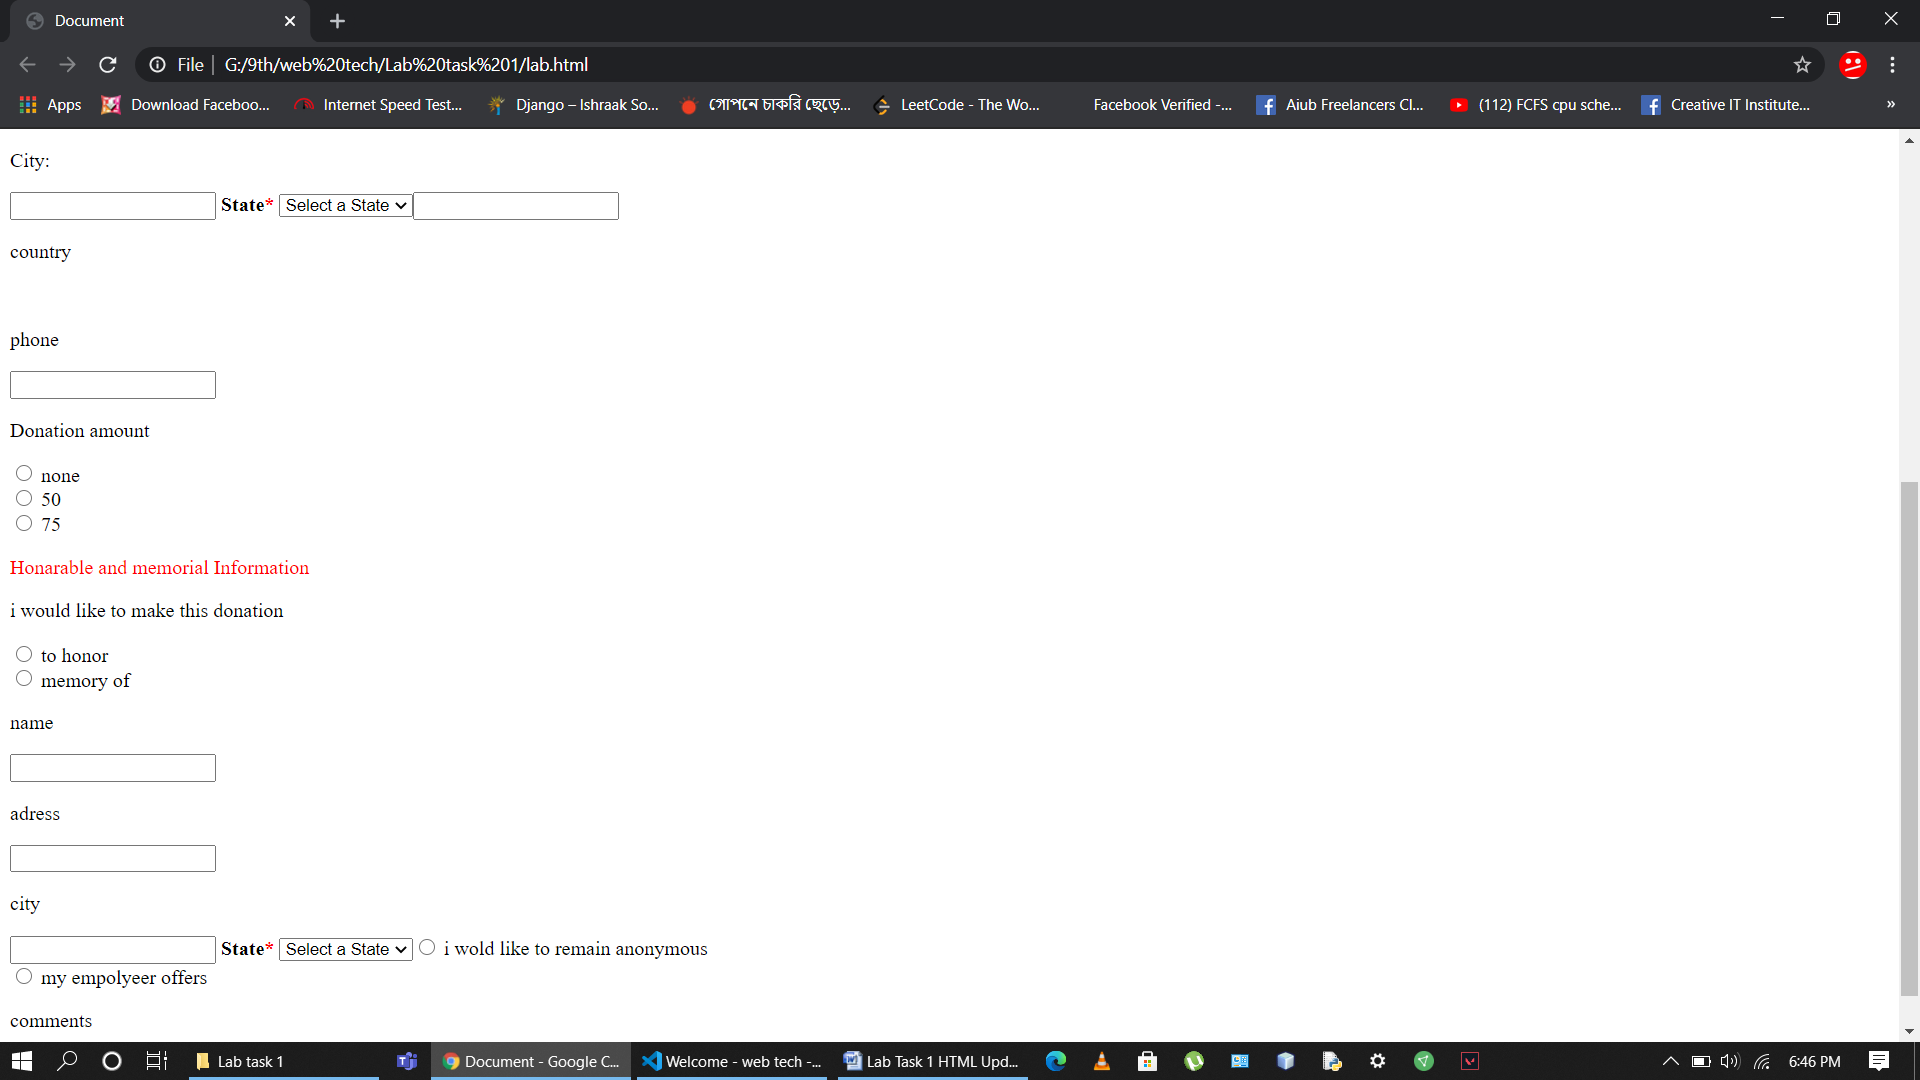 Document
File G:/9th/web%20tech/Lab%20task%201/lab.html
Apps Download Faceboo... Internet Speed Test... Django – Ishraak So... গোপনে চাকরি ছেড়ে... LeetCode - The Wo... Facebook Verified -... Aiub Freelancers Cl... (112) FCFS cpu sche... Creative IT Institute... »
City:
State* Select a State
country
phone
Donation amount
none
50
75
Honarable and memorial Information
i would like to make this donation
to honor
memory of
name
adress
city
State* Select a State i wold like to remain anonymous
my empolyeer offers
comments
Lab task 1 Document - Google C... Welcome - web tech -... Lab Task 1 HTML Upd... 6:46 PM